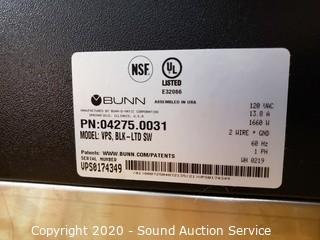 NSF
UL
LISTED
E32086
BUNN
ASSEMBLED IN USA
MANUFACTURED BY BUNN-O-MATIC CORPORATION
SPRINGFIELD, ILLINOIS, U.S.A.
PN:04275.0031
MODEL: VPS, BLK-LTD SW
120 VAC
13.8 A
1660 W
2 WIRE + GND
60 Hz
1 PH
Patents: WWW.BUNN.COM/PATENTS
SERIAL NUMBER
VPS0174349
WH 0219
Copyright 2020 - Sound Auction Service